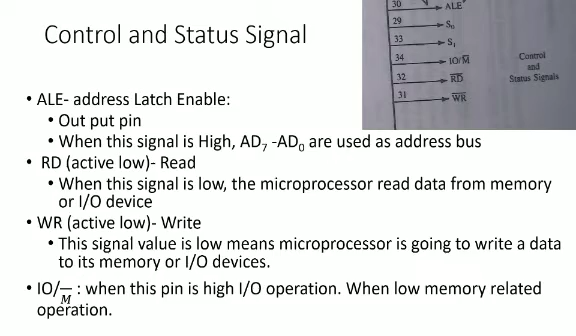 Control and Status Signal
30 ALE
29 S₀
33 S₁
34 IO/M̅
32 R̅D̅
31 W̅R̅
Control
and
Status Signals
• ALE- address Latch Enable:
• Out put pin
• When this signal is High, AD₇ -AD₀ are used as address bus
• RD (active low)- Read
• When this signal is low, the microprocessor read data from memory
or I/O device
• WR (active low)- Write
• This signal value is low means microprocessor is going to write a data
to its memory or I/O devices.
• IO/M̅ : when this pin is high I/O operation. When low memory related
operation.